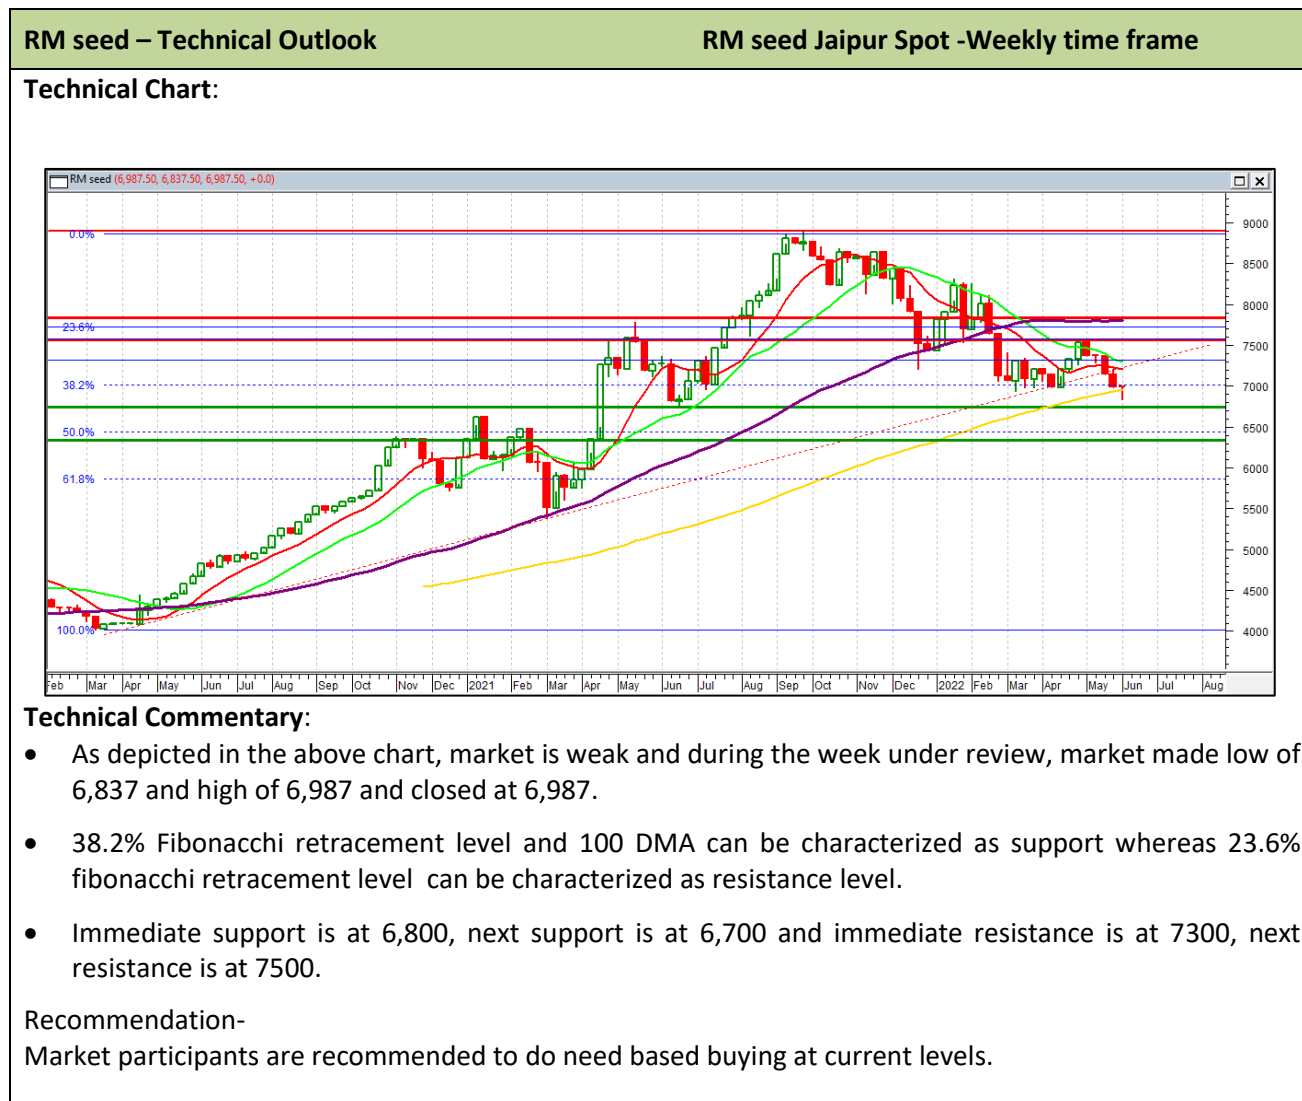 RM seed – Technical Outlook RM seed Jaipur Spot -Weekly time frame
Technical Chart:
RM seed (6,987.50, 6,837.50, 6,987.50, +0.0)
9000
0.0%
8500
8000
23.6%
7500
38.2%
7000
6500
50.0%
6000
61.8%
5500
5000
4500
100.0%
4000
Feb Mar Apr May Jun Jul Aug Sep Oct Nov Dec 2021 Feb Mar Apr May Jun Jul Aug Sep Oct Nov Dec 2022 Feb Mar Apr May Jun Jul Aug
Technical Commentary:
• As depicted in the above chart, market is weak and during the week under review, market made low of
6,837 and high of 6,987 and closed at 6,987.
• 38.2% Fibonacchi retracement level and 100 DMA can be characterized as support whereas 23.6%
fibonacchi retracement level can be characterized as resistance level.
• Immediate support is at 6,800, next support is at 6,700 and immediate resistance is at 7300, next
resistance is at 7500.
Recommendation-
Market participants are recommended to do need based buying at current levels.